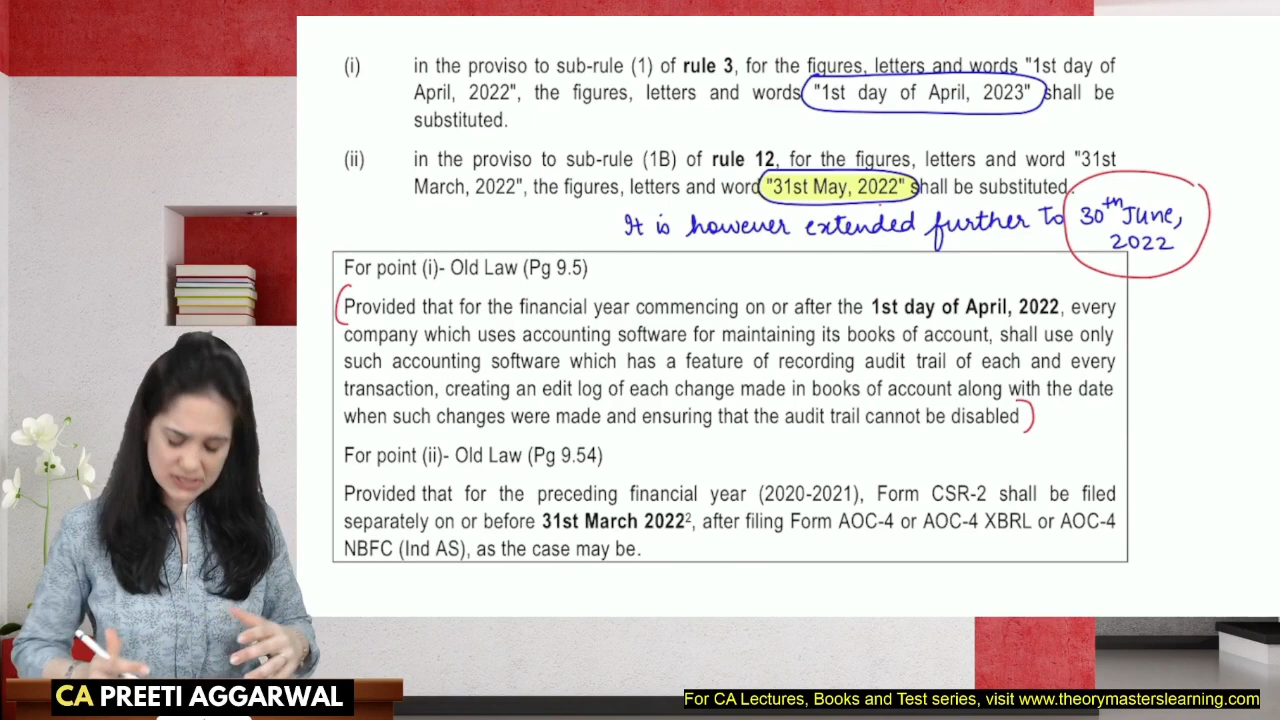 (i) in the proviso to sub-rule (1) of rule 3, for the figures, letters and words "1st day of
April, 2022", the figures, letters and words "1st day of April, 2023" shall be
substituted.
(ii) in the proviso to sub-rule (1B) of rule 12, for the figures, letters and word "31st
March, 2022", the figures, letters and word "31st May, 2022" shall be substituted.
It is however extended further to 30th June,
2022
For point (i)- Old Law (Pg 9.5)
Provided that for the financial year commencing on or after the 1st day of April, 2022, every
company which uses accounting software for maintaining its books of account, shall use only
such accounting software which has a feature of recording audit trail of each and every
transaction, creating an edit log of each change made in books of account along with the date
when such changes were made and ensuring that the audit trail cannot be disabled
For point (ii)- Old Law (Pg 9.54)
Provided that for the preceding financial year (2020-2021), Form CSR-2 shall be filed
separately on or before 31st March 2022², after filing Form AOC-4 or AOC-4 XBRL or AOC-4
NBFC (Ind AS), as the case may be.
CA PREETI AGGARWAL
For CA Lectures, Books and Test series, visit www.theorymasterslearning.com